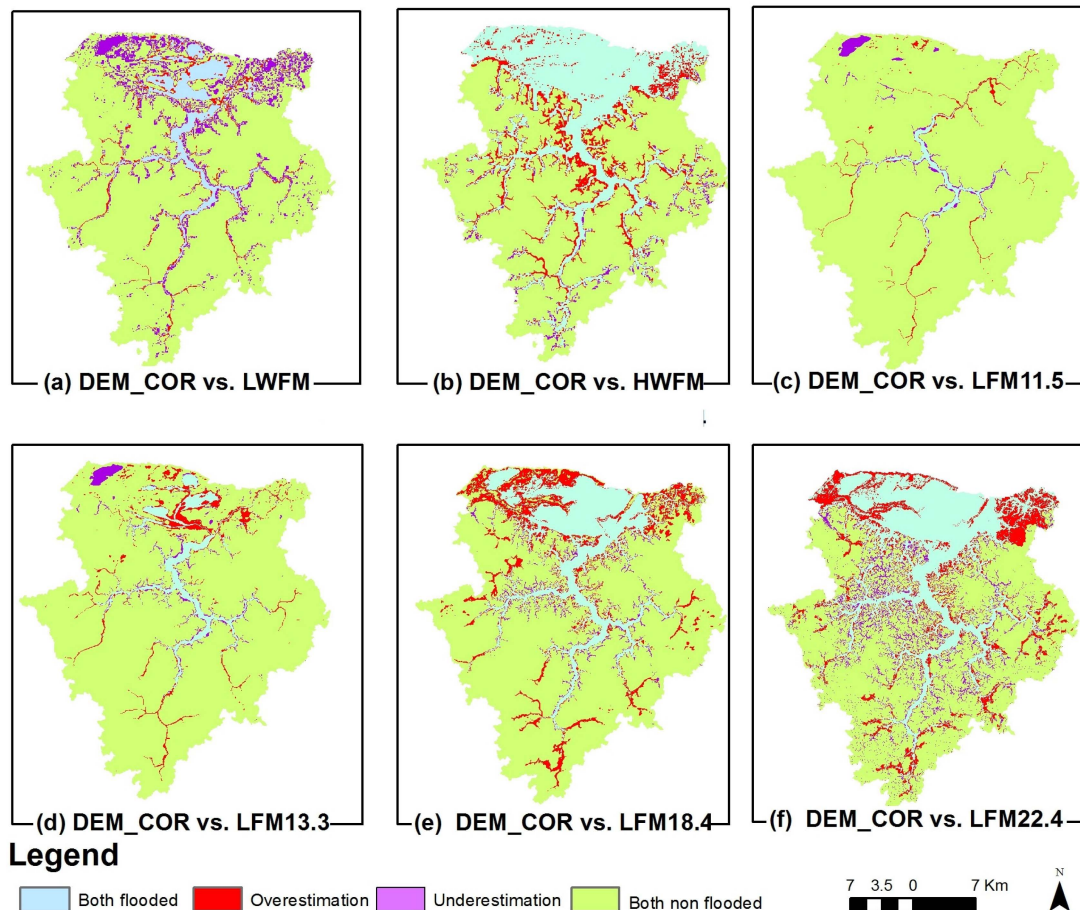 (a) DEM_COR vs. LWFM
(b) DEM_COR vs. HWFM
(c) DEM_COR vs. LFM11.5
(d) DEM_COR vs. LFM13.3
(e) DEM_COR vs. LFM18.4
(f) DEM_COR vs. LFM22.4
Legend
Both flooded
Overestimation
Underestimation
Both non flooded
7 3.5 0 7 Km
N